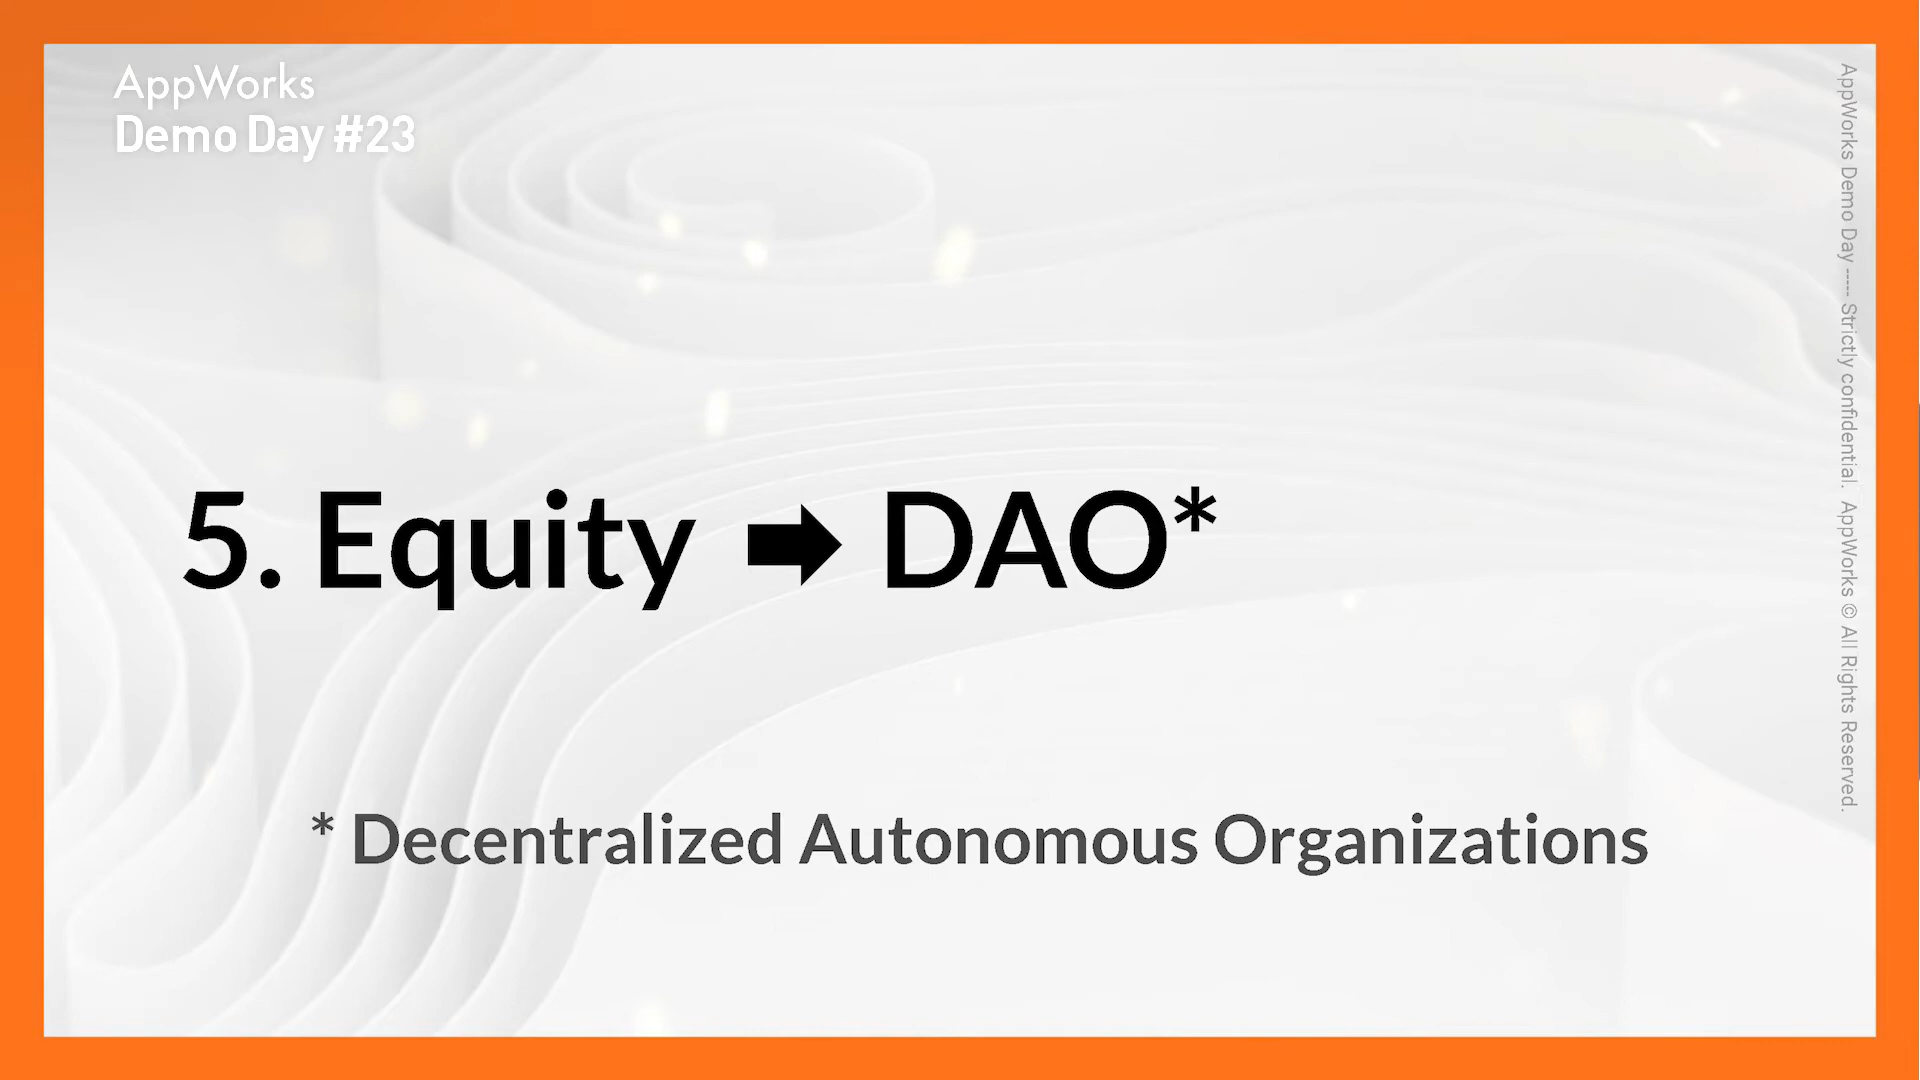 AppWorks
Demo Day #23
5. Equity ➡ DAO*
* Decentralized Autonomous Organizations
AppWorks Demo Day ----- Strictly confidential. AppWorks © All Rights Reserved.